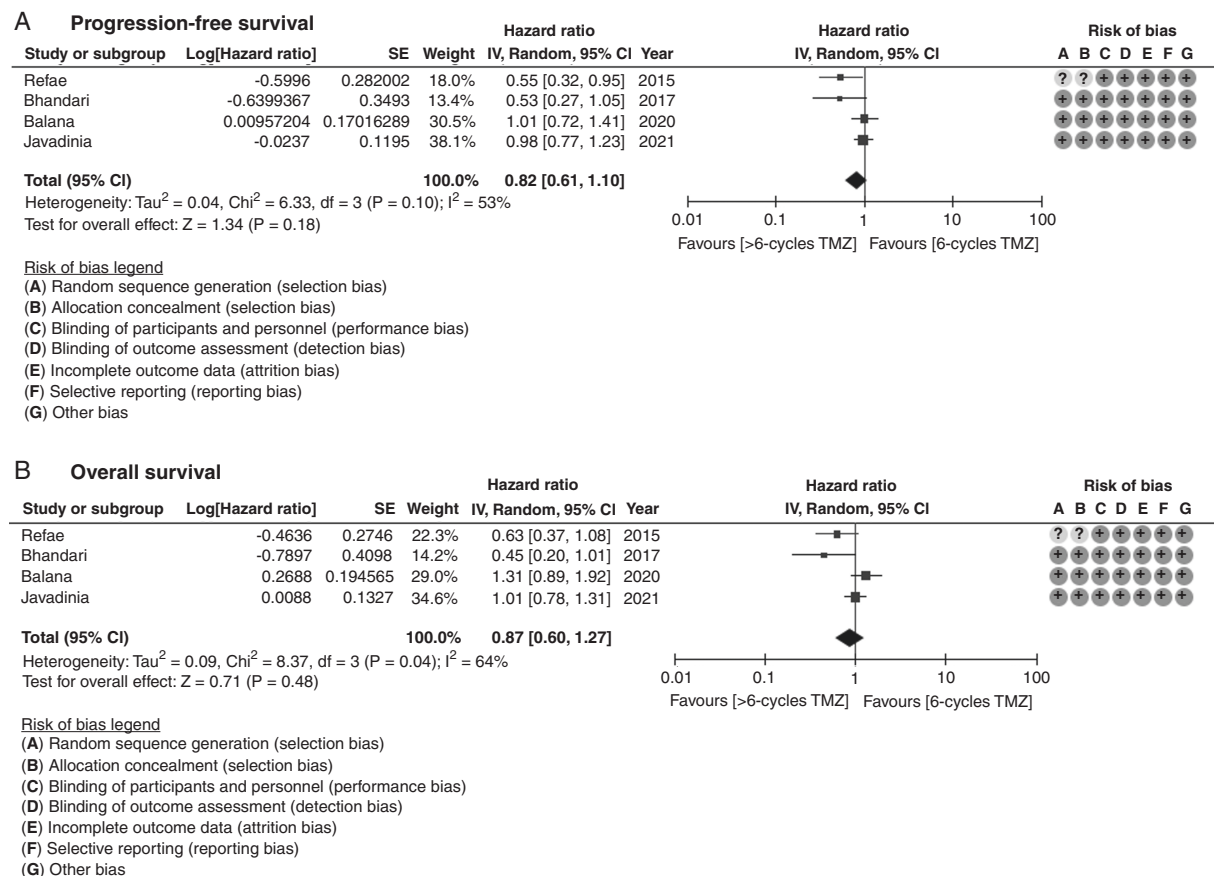 A Progression-free survival
Hazard ratio Hazard ratio Risk of bias
Study or subgroup Log[Hazard ratio] SE Weight IV, Random, 95% CI Year IV, Random, 95% CI A B C D E F G
Refae -0.5996 0.282002 18.0% 0.55 [0.32, 0.95] 2015 ? ? + + + + +
Bhandari -0.6399367 0.3493 13.4% 0.53 [0.27, 1.05] 2017 + + + + + + +
Balana 0.00957204 0.17016289 30.5% 1.01 [0.72, 1.41] 2020 + + + + + + +
Javadinia -0.0237 0.1195 38.1% 0.98 [0.77, 1.23] 2021 + + + + + + +
Total (95% CI) 100.0% 0.82 [0.61, 1.10]
Heterogeneity: Tau² = 0.04, Chi² = 6.33, df = 3 (P = 0.10); I² = 53%
Test for overall effect: Z = 1.34 (P = 0.18)
0.01 0.1 1 10 100
Favours [>6-cycles TMZ] Favours [6-cycles TMZ]
Risk of bias legend
(A) Random sequence generation (selection bias)
(B) Allocation concealment (selection bias)
(C) Blinding of participants and personnel (performance bias)
(D) Blinding of outcome assessment (detection bias)
(E) Incomplete outcome data (attrition bias)
(F) Selective reporting (reporting bias)
(G) Other bias
B Overall survival
Hazard ratio Hazard ratio Risk of bias
Study or subgroup Log[Hazard ratio] SE Weight IV, Random, 95% CI Year IV, Random, 95% CI A B C D E F G
Refae -0.4636 0.2746 22.3% 0.63 [0.37, 1.08] 2015 ? ? + + + + +
Bhandari -0.7897 0.4098 14.2% 0.45 [0.20, 1.01] 2017 + + + + + + +
Balana 0.2688 0.194565 29.0% 1.31 [0.89, 1.92] 2020 + + + + + + +
Javadinia 0.0088 0.1327 34.6% 1.01 [0.78, 1.31] 2021 + + + + + + +
Total (95% CI) 100.0% 0.87 [0.60, 1.27]
Heterogeneity: Tau² = 0.09, Chi² = 8.37, df = 3 (P = 0.04); I² = 64%
Test for overall effect: Z = 0.71 (P = 0.48)
0.01 0.1 1 10 100
Favours [>6-cycles TMZ] Favours [6-cycles TMZ]
Risk of bias legend
(A) Random sequence generation (selection bias)
(B) Allocation concealment (selection bias)
(C) Blinding of participants and personnel (performance bias)
(D) Blinding of outcome assessment (detection bias)
(E) Incomplete outcome data (attrition bias)
(F) Selective reporting (reporting bias)
(G) Other bias